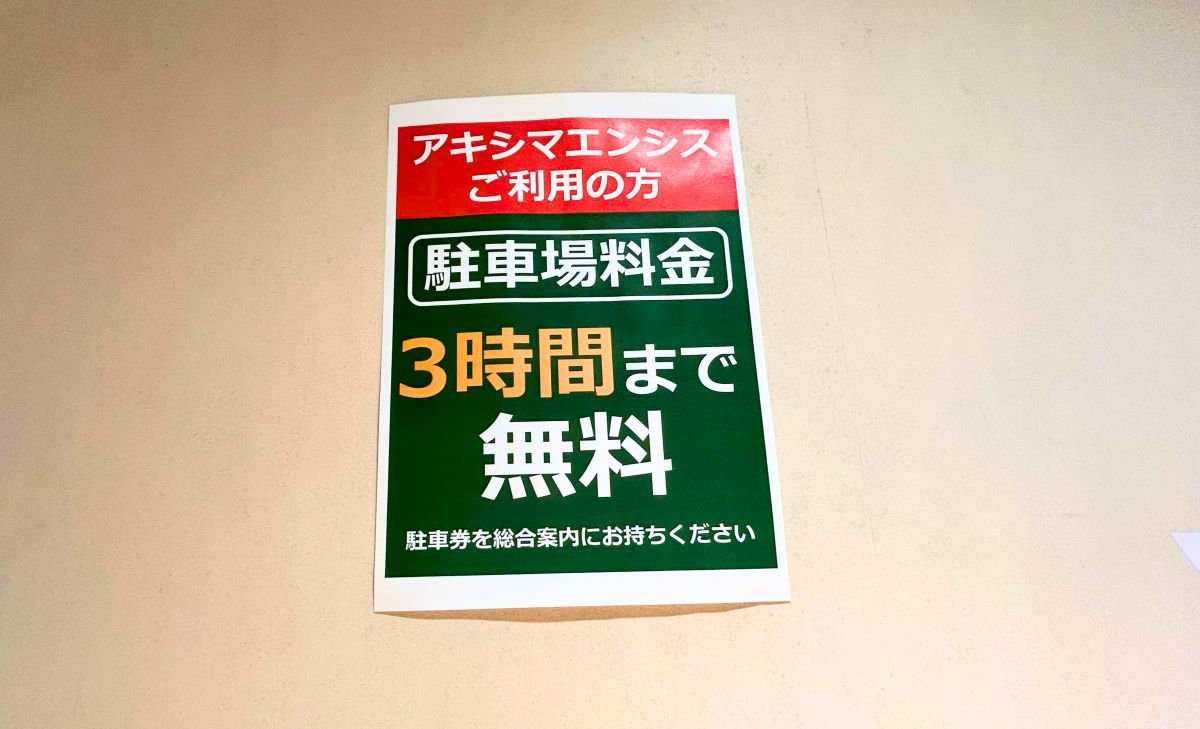 アキシマエンシス
ご利用の方
駐車場料金
3時間まで
無料
駐車券を総合案内にお持ちください